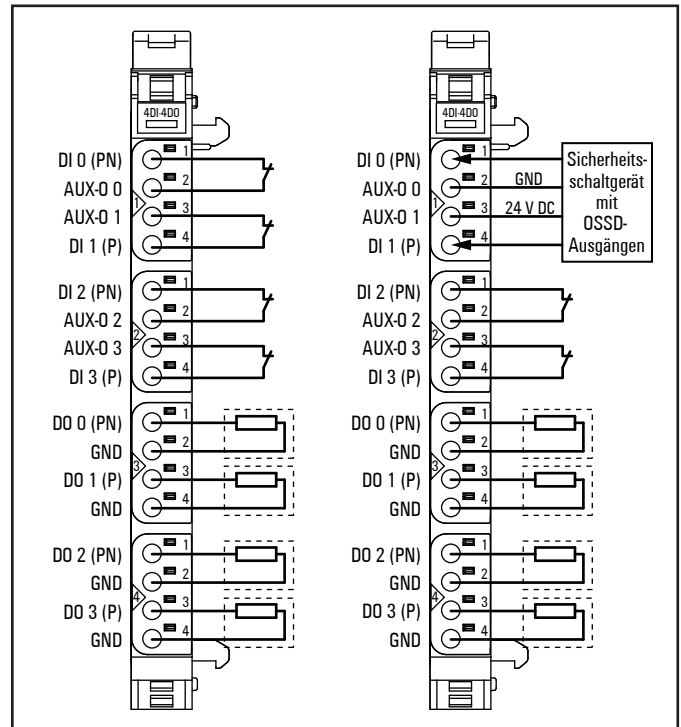 4DI-4DO
DI 0 (PN) 1
AUX-O 0 2
1
AUX-O 1 3
DI 1 (P) 4
DI 2 (PN) 1
AUX-O 2 2
2
AUX-O 3 3
DI 3 (P) 4
DO 0 (PN) 1
GND 2
3
DO 1 (P) 3
GND 4
DO 2 (PN) 1
GND 2
4
DO 3 (P) 3
GND 4
4DI-4DO
DI 0 (PN) 1
AUX-O 0 2 GND
1
AUX-O 1 3 24 V DC
DI 1 (P) 4
Sicherheits-
schaltgerät
mit
OSSD-
Ausgängen
DI 2 (PN) 1
AUX-O 2 2
2
AUX-O 3 3
DI 3 (P) 4
DO 0 (PN) 1
GND 2
3
DO 1 (P) 3
GND 4
DO 2 (PN) 1
GND 2
4
DO 3 (P) 3
GND 4